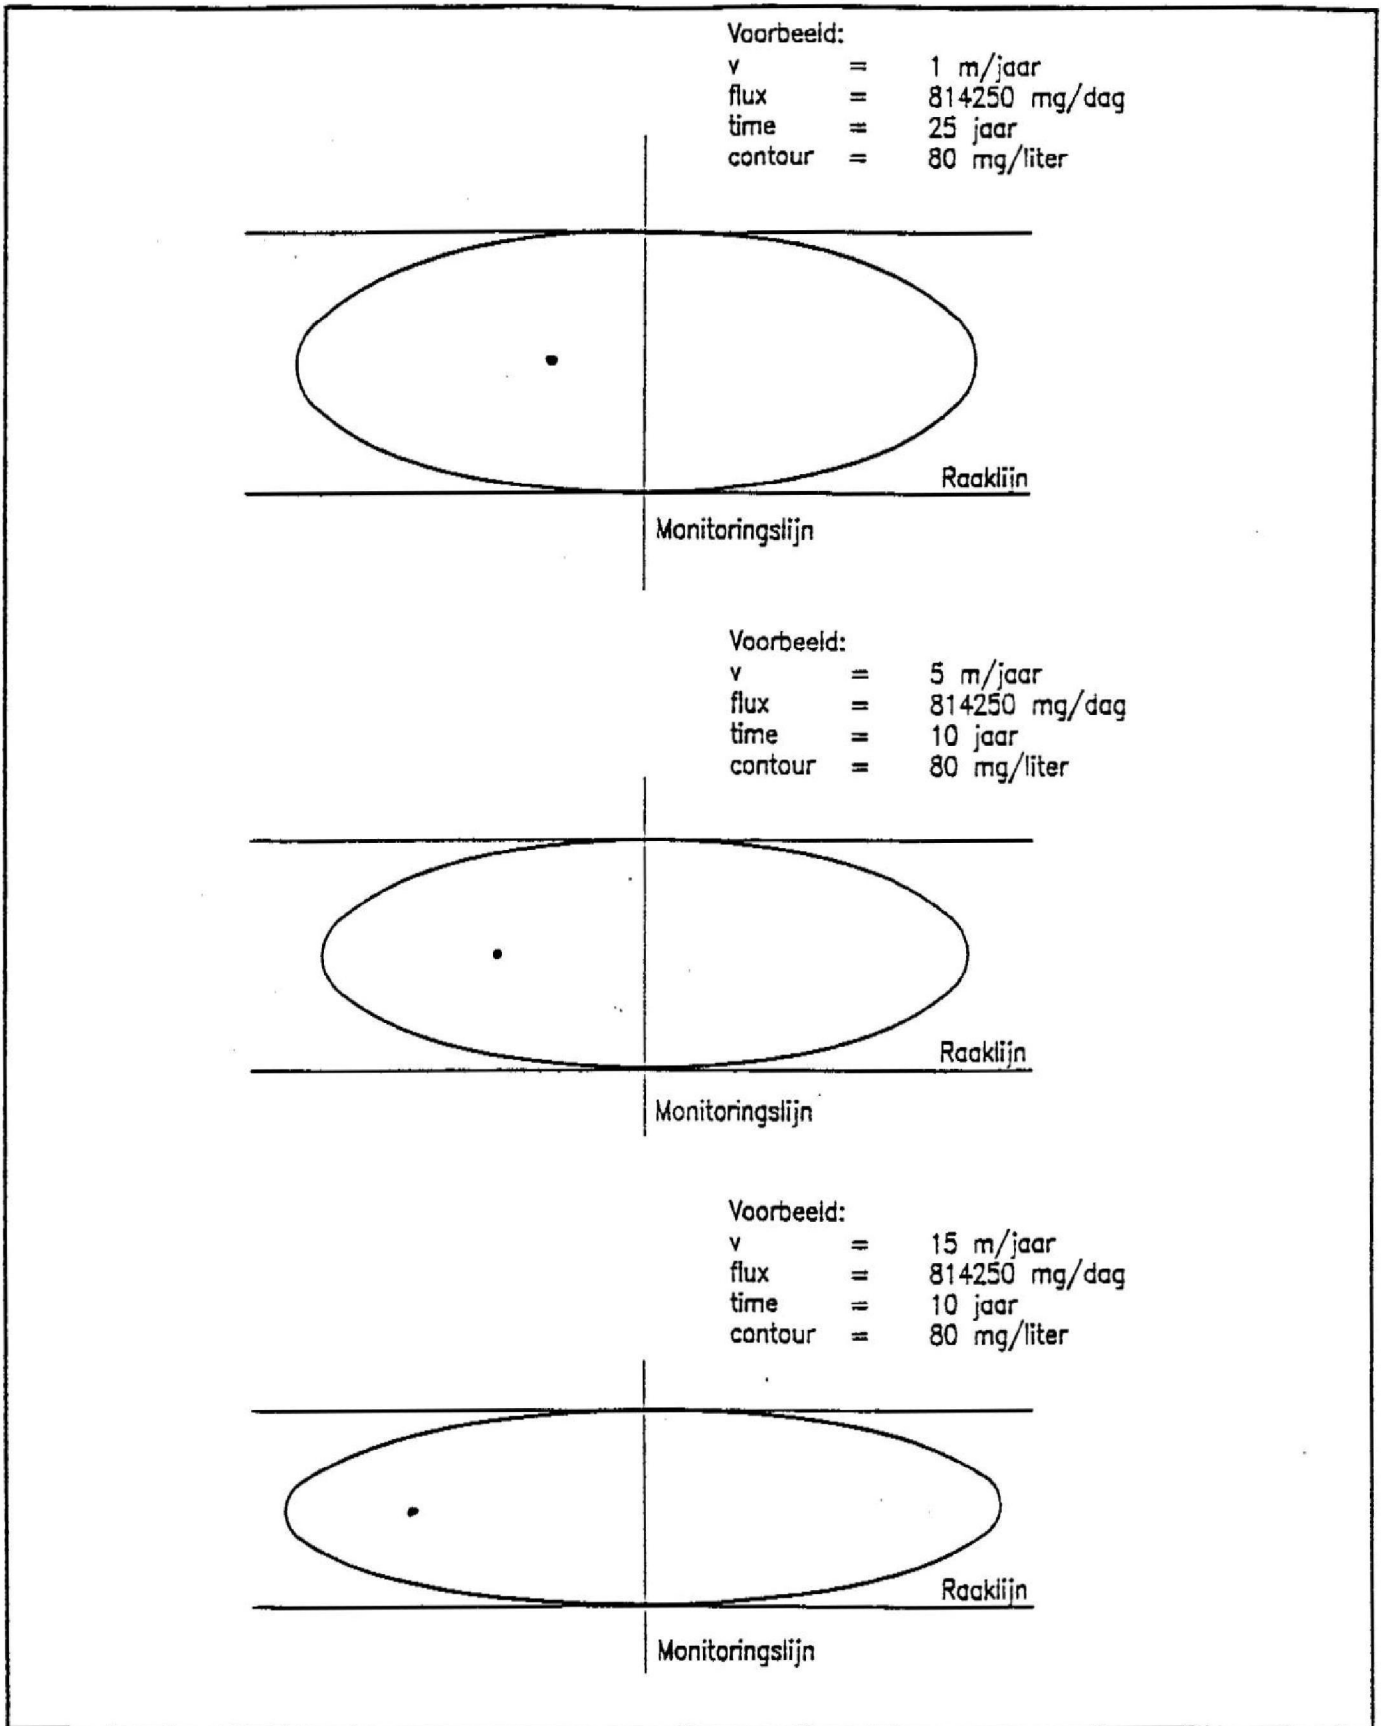 Voorbeeld:
v = 1 m/jaar
flux = 814250 mg/dag
time = 25 jaar
contour = 80 mg/liter
Raaklijn
Monitoringslijn
Voorbeeld:
v = 5 m/jaar
flux = 814250 mg/dag
time = 10 jaar
contour = 80 mg/liter
Raaklijn
Monitoringslijn
Voorbeeld:
v = 15 m/jaar
flux = 814250 mg/dag
time = 10 jaar
contour = 80 mg/liter
Raaklijn
Monitoringslijn